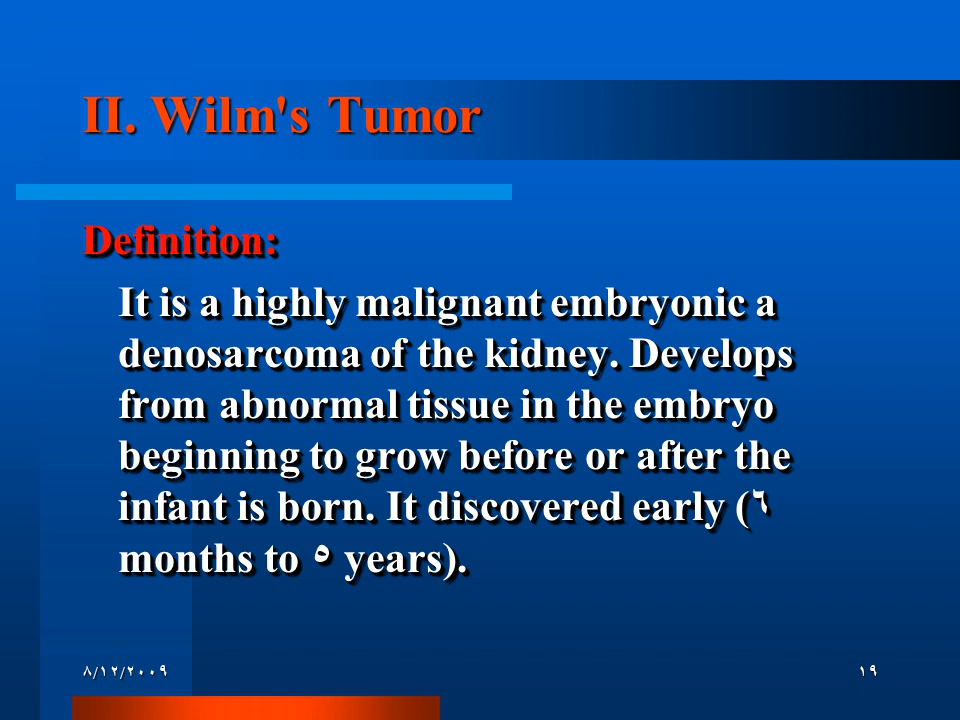 II. Wilm's Tumor
Definition:
It is a highly malignant embryonic a
denosarcoma of the kidney. Develops
from abnormal tissue in the embryo
beginning to grow before or after the
infant is born. It discovered early (٦
months to ٥ years).
٨/١٢/٢٠٠٩
١٩